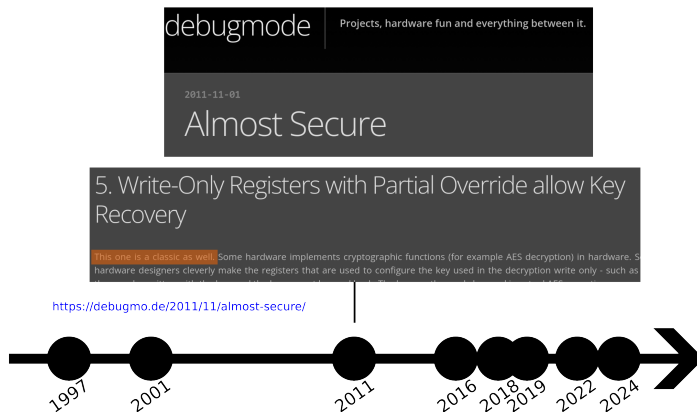 debugmode
Projects, hardware fun and everything between it.
2011-11-01
Almost Secure
5. Write-Only Registers with Partial Override allow Key
Recovery
This one is a classic as well. Some hardware implements cryptographic functions (for example AES decryption) in hardware. S
hardware designers cleverly make the registers that are used to configure the key used in the decryption write only - such as
https://debugmo.de/2011/11/almost-secure/
1997
2001
2011
2016
2018
2019
2022
2024